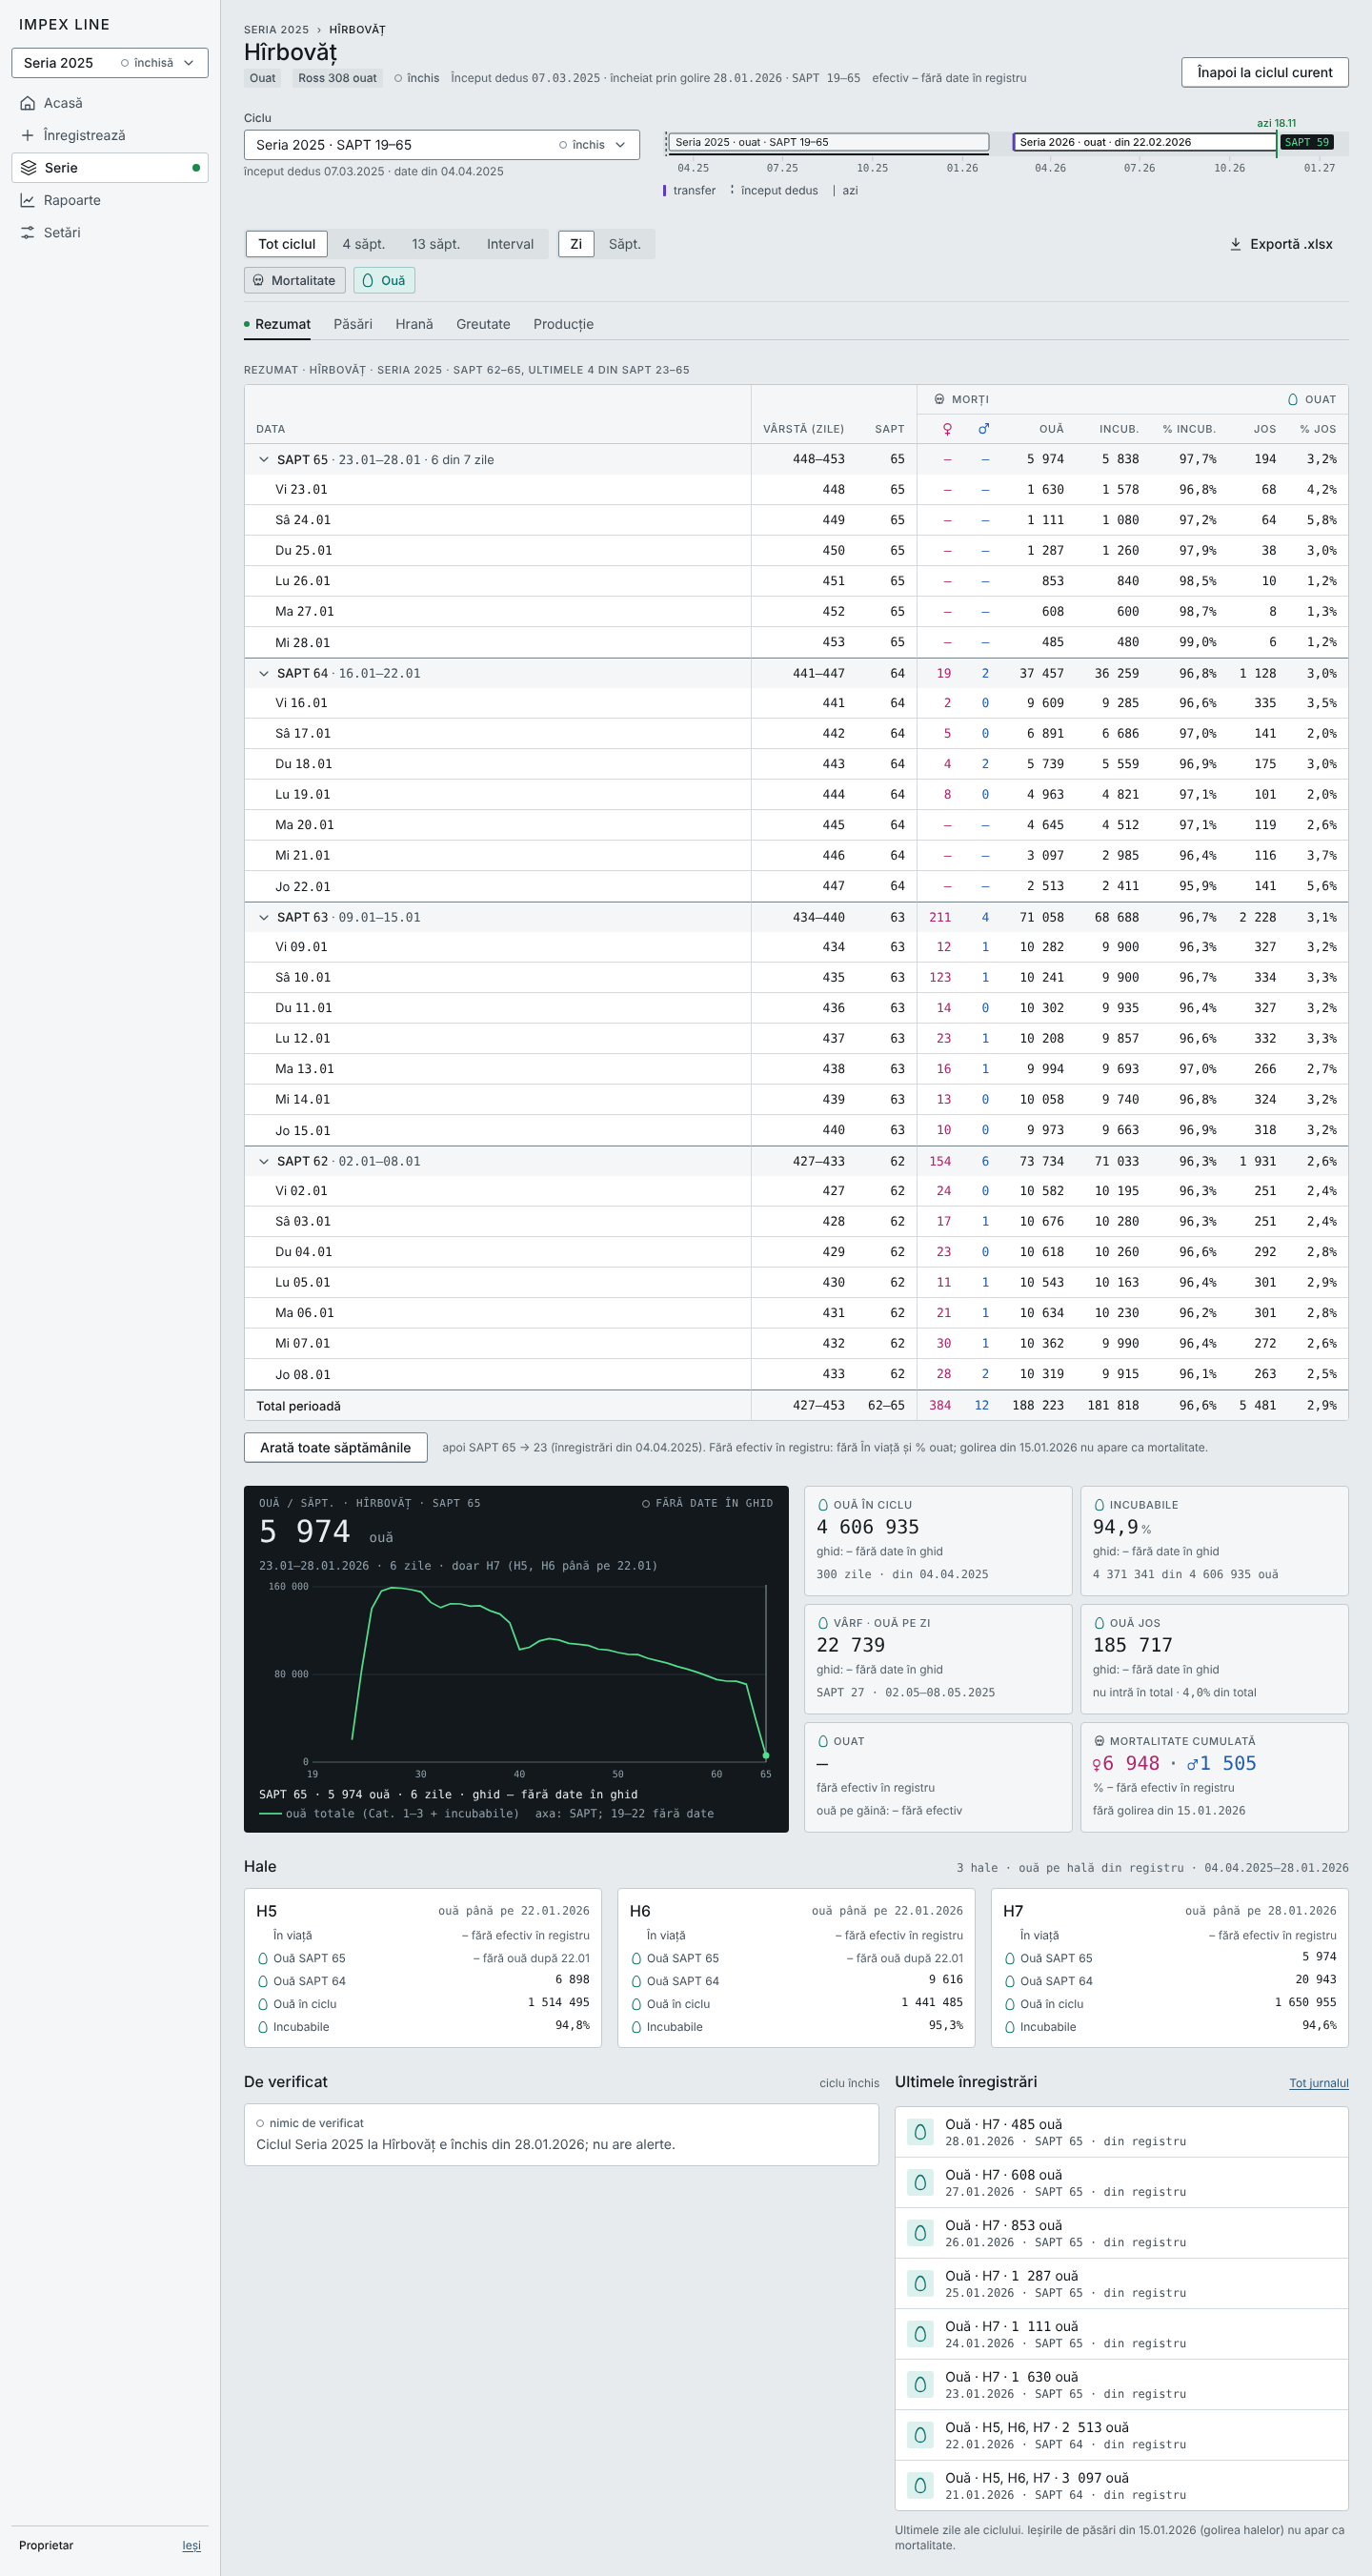 IMPEX LINE
Seria 2025 închisă
Acasă
Înregistrează
Serie
Rapoarte
Setări
SERIA 2025 › HÎRBOVĂȚ
Hîrbovăț
Ouat Ross 308 ouat închis Început dedus 07.03.2025 · încheiat prin golire 28.01.2026 · SAPT 19–65 efectiv – fără date în registru
Înapoi la ciclul curent
Ciclu
Seria 2025 · SAPT 19–65 închis
început dedus 07.03.2025 · date din 04.04.2025
azi 18.11
Seria 2025 · ouat · SAPT 19–65 Seria 2026 · ouat · din 22.02.2026 SAPT 59
04.25 07.25 10.25 01.26 04.26 07.26 10.26 01.27
transfer început dedus azi
Tot ciclul 4 săpt. 13 săpt. Interval Zi Săpt.
Exportă .xlsx
Mortalitate Ouă
Rezumat Păsări Hrană Greutate Producție
REZUMAT · HÎRBOVĂȚ · SERIA 2025 · SAPT 62–65, ULTIMELE 4 DIN SAPT 23–65
MORȚI OUAT
DATA VÂRSTĂ (ZILE) SAPT ♀ ♂ OUĂ INCUB. % INCUB. JOS % JOS
SAPT 65 · 23.01–28.01 · 6 din 7 zile 448–453 65 – – 5 974 5 838 97,7% 194 3,2%
Vi 23.01 448 65 – – 1 630 1 578 96,8% 68 4,2%
Sâ 24.01 449 65 – – 1 111 1 080 97,2% 64 5,8%
Du 25.01 450 65 – – 1 287 1 260 97,9% 38 3,0%
Lu 26.01 451 65 – – 853 840 98,5% 10 1,2%
Ma 27.01 452 65 – – 608 600 98,7% 8 1,3%
Mi 28.01 453 65 – – 485 480 99,0% 6 1,2%
SAPT 64 · 16.01–22.01 441–447 64 19 2 37 457 36 259 96,8% 1 128 3,0%
Vi 16.01 441 64 2 0 9 609 9 285 96,6% 335 3,5%
Sâ 17.01 442 64 5 0 6 891 6 686 97,0% 141 2,0%
Du 18.01 443 64 4 2 5 739 5 559 96,9% 175 3,0%
Lu 19.01 444 64 8 0 4 963 4 821 97,1% 101 2,0%
Ma 20.01 445 64 – – 4 645 4 512 97,1% 119 2,6%
Mi 21.01 446 64 – – 3 097 2 985 96,4% 116 3,7%
Jo 22.01 447 64 – – 2 513 2 411 95,9% 141 5,6%
SAPT 63 · 09.01–15.01 434–440 63 211 4 71 058 68 688 96,7% 2 228 3,1%
Vi 09.01 434 63 12 1 10 282 9 900 96,3% 327 3,2%
Sâ 10.01 435 63 123 1 10 241 9 900 96,7% 334 3,3%
Du 11.01 436 63 14 0 10 302 9 935 96,4% 327 3,2%
Lu 12.01 437 63 23 1 10 208 9 857 96,6% 332 3,3%
Ma 13.01 438 63 16 1 9 994 9 693 97,0% 266 2,7%
Mi 14.01 439 63 13 0 10 058 9 740 96,8% 324 3,2%
Jo 15.01 440 63 10 0 9 973 9 663 96,9% 318 3,2%
SAPT 62 · 02.01–08.01 427–433 62 154 6 73 734 71 033 96,3% 1 931 2,6%
Vi 02.01 427 62 24 0 10 582 10 195 96,3% 251 2,4%
Sâ 03.01 428 62 17 1 10 676 10 280 96,3% 251 2,4%
Du 04.01 429 62 23 0 10 618 10 260 96,6% 292 2,8%
Lu 05.01 430 62 11 1 10 543 10 163 96,4% 301 2,9%
Ma 06.01 431 62 21 1 10 634 10 230 96,2% 301 2,8%
Mi 07.01 432 62 30 1 10 362 9 990 96,4% 272 2,6%
Jo 08.01 433 62 28 2 10 319 9 915 96,1% 263 2,5%
Total perioadă 427–453 62–65 384 12 188 223 181 818 96,6% 5 481 2,9%
Arată toate săptămânile apoi SAPT 65 → 23 (înregistrări din 04.04.2025). Fără efectiv în registru: fără În viață și % ouat; golirea din 15.01.2026 nu apare ca mortalitate.
OUĂ / SĂPT. · HÎRBOVĂȚ · SAPT 65 FĂRĂ DATE ÎN GHID
5 974 ouă
23.01–28.01.2026 · 6 zile · doar H7 (H5, H6 până pe 22.01)
160 000
80 000
0
19 30 40 50 60 65
SAPT 65 · 5 974 ouă · 6 zile · ghid – fără date în ghid
ouă totale (Cat. 1–3 + incubabile) axa: SAPT; 19–22 fără date
OUĂ ÎN CICLU
4 606 935
ghid: – fără date în ghid
300 zile · din 04.04.2025
INCUBABILE
94,9 %
ghid: – fără date în ghid
4 371 341 din 4 606 935 ouă
VÂRF · OUĂ PE ZI
22 739
ghid: – fără date în ghid
SAPT 27 · 02.05–08.05.2025
OUĂ JOS
185 717
ghid: – fără date în ghid
nu intră în total · 4,0% din total
OUAT
–
fără efectiv în registru
ouă pe găină: – fără efectiv
MORTALITATE CUMULATĂ
♀6 948 · ♂1 505
% – fără efectiv în registru
fără golirea din 15.01.2026
Hale 3 hale · ouă pe hală din registru · 04.04.2025–28.01.2026
H5 ouă până pe 22.01.2026
În viață – fără efectiv în registru
Ouă SAPT 65 – fără ouă după 22.01
Ouă SAPT 64 6 898
Ouă în ciclu 1 514 495
Incubabile 94,8%
H6 ouă până pe 22.01.2026
În viață – fără efectiv în registru
Ouă SAPT 65 – fără ouă după 22.01
Ouă SAPT 64 9 616
Ouă în ciclu 1 441 485
Incubabile 95,3%
H7 ouă până pe 28.01.2026
În viață – fără efectiv în registru
Ouă SAPT 65 5 974
Ouă SAPT 64 20 943
Ouă în ciclu 1 650 955
Incubabile 94,6%
De verificat ciclu închis
nimic de verificat
Ciclul Seria 2025 la Hîrbovăț e închis din 28.01.2026; nu are alerte.
Ultimele înregistrări Tot jurnalul
Ouă · H7 · 485 ouă
28.01.2026 · SAPT 65 · din registru
Ouă · H7 · 608 ouă
27.01.2026 · SAPT 65 · din registru
Ouă · H7 · 853 ouă
26.01.2026 · SAPT 65 · din registru
Ouă · H7 · 1 287 ouă
25.01.2026 · SAPT 65 · din registru
Ouă · H7 · 1 111 ouă
24.01.2026 · SAPT 65 · din registru
Ouă · H7 · 1 630 ouă
23.01.2026 · SAPT 65 · din registru
Ouă · H5, H6, H7 · 2 513 ouă
22.01.2026 · SAPT 64 · din registru
Ouă · H5, H6, H7 · 3 097 ouă
21.01.2026 · SAPT 64 · din registru
Ultimele zile ale ciclului. Ieșirile de păsări din 15.01.2026 (golirea halelor) nu apar ca
mortalitate.
Proprietar Ieși